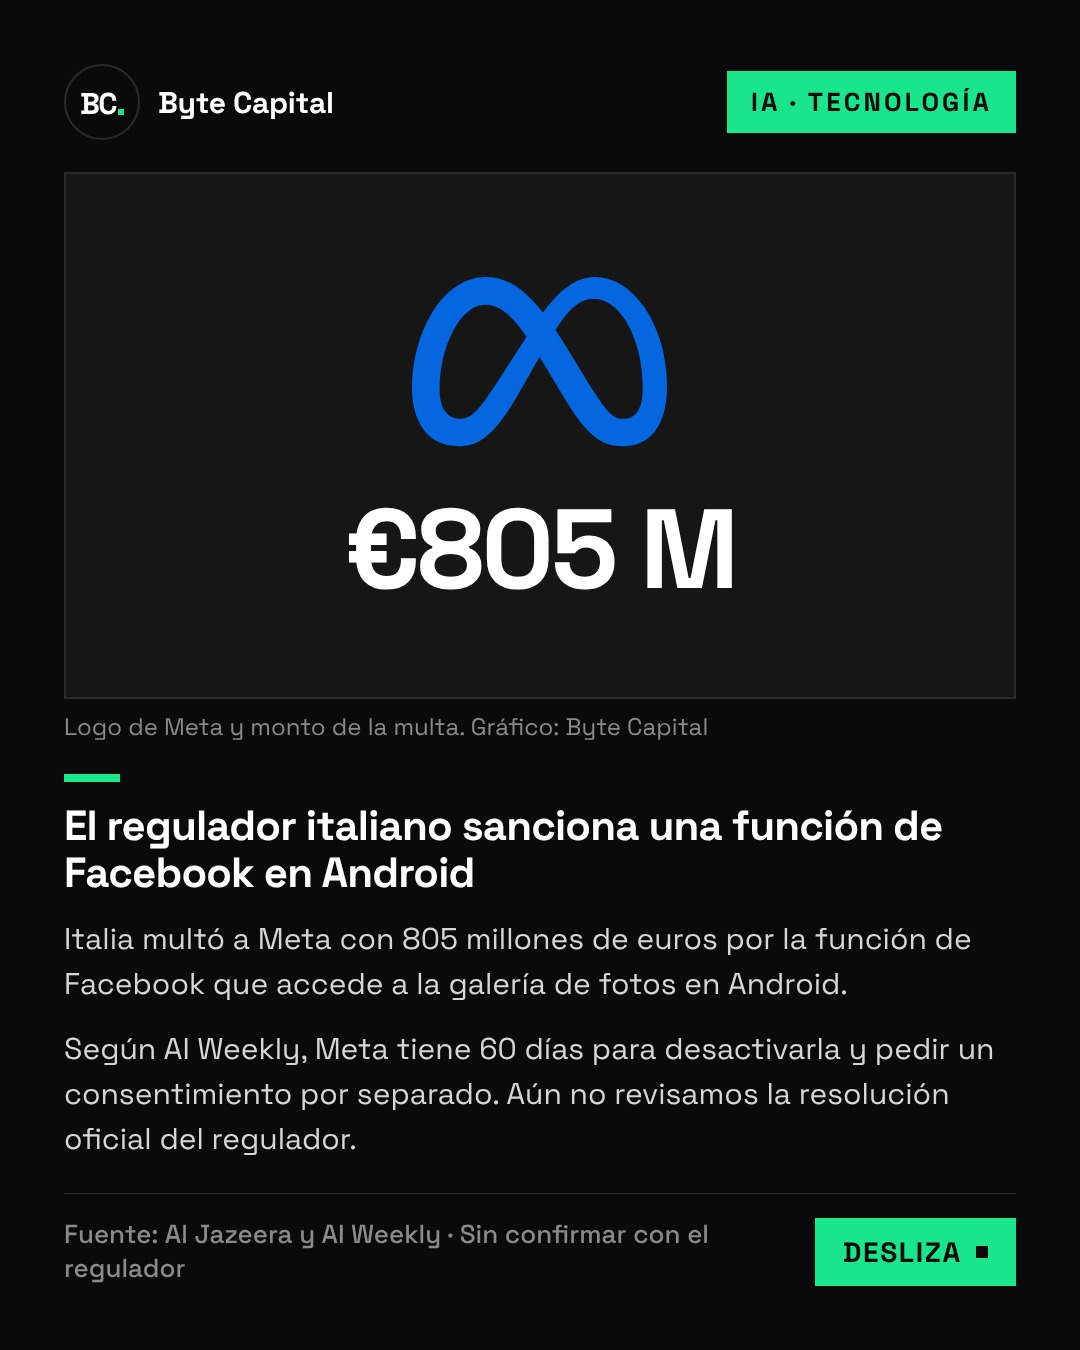 BC.
Byte Capital
IA · TECNOLOGÍA
€805 M
Logo de Meta y monto de la multa. Gráfico: Byte Capital
El regulador italiano sanciona una función de
Facebook en Android
Italia multó a Meta con 805 millones de euros por la función de
Facebook que accede a la galería de fotos en Android.
Según AI Weekly, Meta tiene 60 días para desactivarla y pedir un
consentimiento por separado. Aún no revisamos la resolución
oficial del regulador.
Fuente: Al Jazeera y AI Weekly · Sin confirmar con el
regulador
DESLIZA